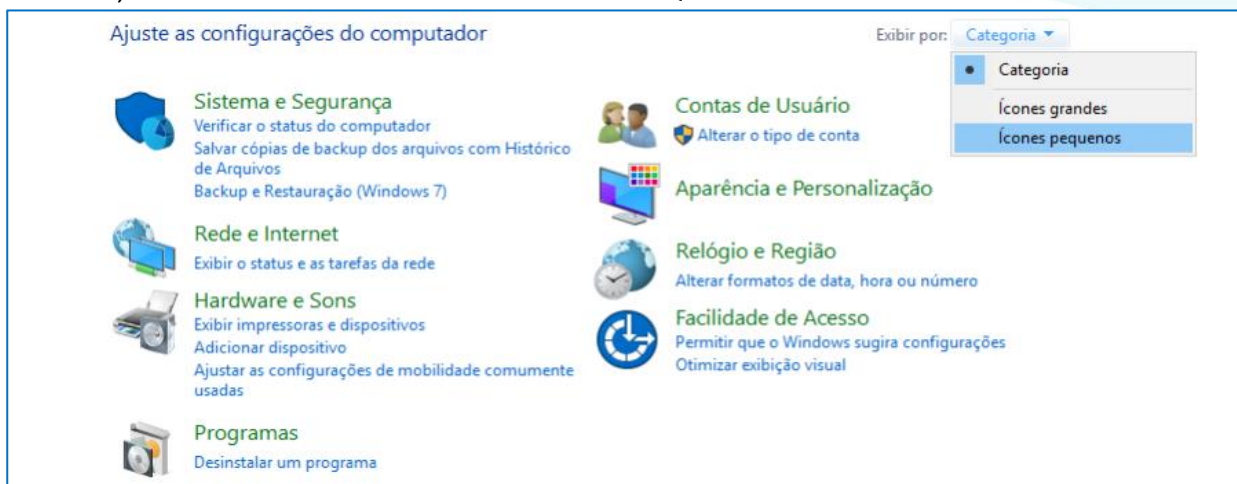 Ajuste as configurações do computador
Exibir por: Categoria
Categoria
Ícones grandes
Ícones pequenos
Sistema e Segurança
Verificar o status do computador
Salvar cópias de backup dos arquivos com Histórico
de Arquivos
Backup e Restauração (Windows 7)
Rede e Internet
Exibir o status e as tarefas da rede
Hardware e Sons
Exibir impressoras e dispositivos
Adicionar dispositivo
Ajustar as configurações de mobilidade comumente
usadas
Programas
Desinstalar um programa
Contas de Usuário
Alterar o tipo de conta
Aparência e Personalização
Relógio e Região
Alterar formatos de data, hora ou número
Facilidade de Acesso
Permitir que o Windows sugira configurações
Otimizar exibição visual